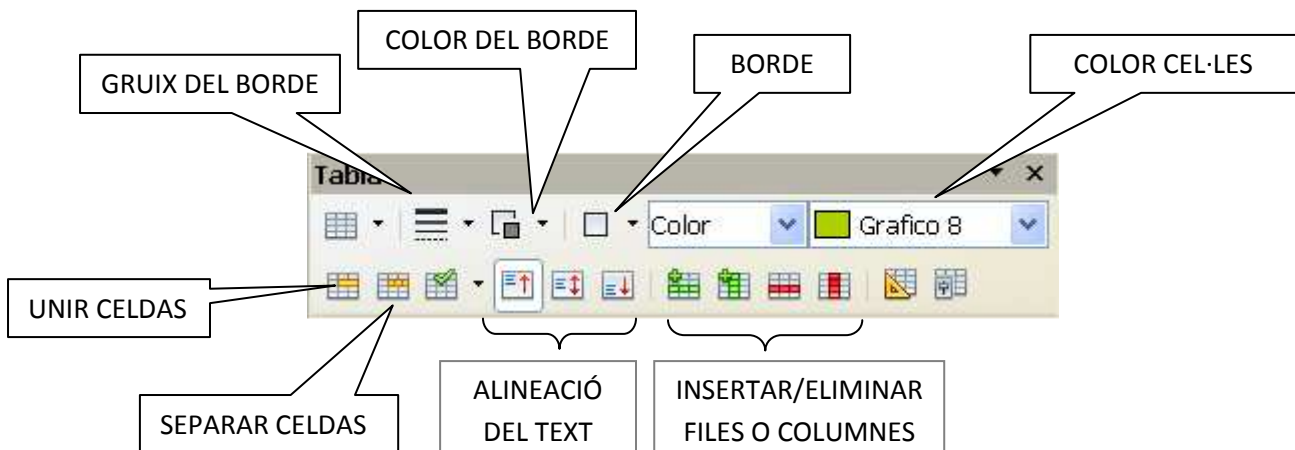 COLOR DEL BORDE
GRUIX DEL BORDE
BORDE
COLOR CEL·LES
Tabla
Color
Grafico 8
UNIR CELDAS
SEPARAR CELDAS
ALINEACIÓ
DEL TEXT
INSERTAR/ELIMINAR
FILES O COLUMNES